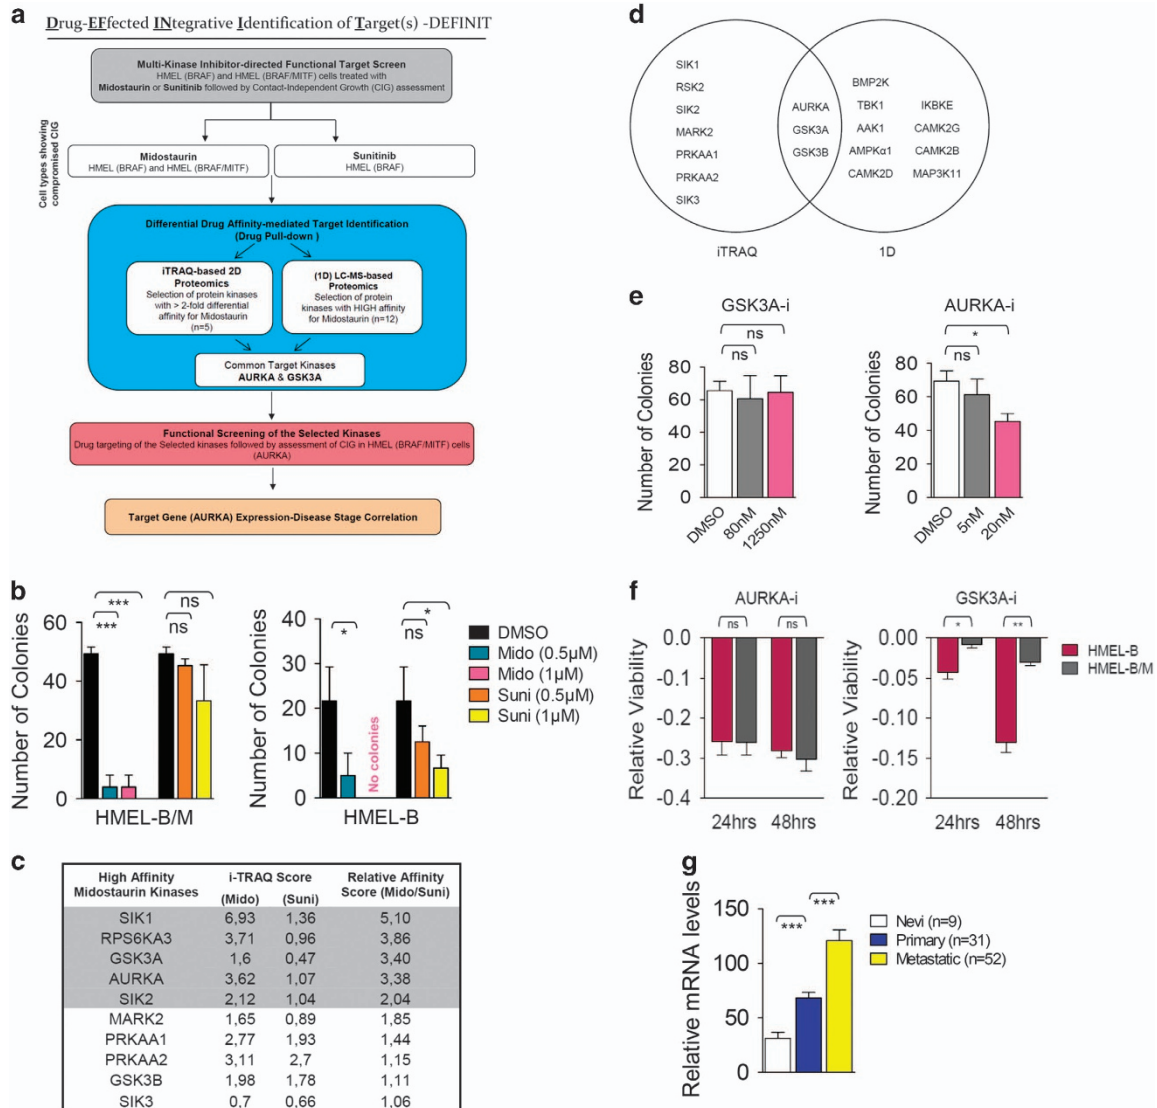 a
Drug-EFfected INtegrative Identification of Target(s) -DEFINIT
Multi-Kinase Inhibitor-directed Functional Target Screen
HMEL (BRAF) and HMEL (BRAF/MITF) cells treated with
Midostaurin or Sunitinib followed by Contact-Independent Growth (CIG) assessment
Cell types showing
compromised CIG
Midostaurin
HMEL (BRAF) and HMEL (BRAF/MITF)
Sunitinib
HMEL (BRAF)
Differential Drug Affinity-mediated Target Identification
(Drug Pull-down )
iTRAQ-based 2D
Proteomics
Selection of protein kinases
with > 2-fold differential
affinity for Midostaurin
(n=5)
(1D) LC-MS-based
Proteomics
Selection of protein
kinases with HIGH affinity
for Midostaurin (n=12)
Common Target Kinases
AURKA & GSK3A
Functional Screening of the Selected Kinases
Drug targeting of the Selected kinases followed by assessment of CIG in HMEL (BRAF/MITF) cells
(AURKA)
Target Gene (AURKA) Expression-Disease Stage Correlation
b
Number of Colonies
60
40
20
0
***
***
ns
ns
HMEL-B/M
Number of Colonies
40
30
20
10
0
*
No colonies
*
ns
HMEL-B
DMSO
Mido (0.5µM)
Mido (1µM)
Suni (0.5µM)
Suni (1µM)
c
High Affinity Midostaurin Kinases i-TRAQ Score (Mido) (Suni) Relative Affinity Score (Mido/Suni)
SIK1 6,93 1,36 5,10
RPS6KA3 3,71 0,96 3,86
GSK3A 1,6 0,47 3,40
AURKA 3,62 1,07 3,38
SIK2 2,12 1,04 2,04
MARK2 1,65 0,89 1,85
PRKAA1 2,77 1,93 1,44
PRKAA2 3,11 2,7 1,15
GSK3B 1,98 1,78 1,11
SIK3 0,7 0,66 1,06
d
SIK1
RSK2
SIK2
MARK2
PRKAA1
PRKAA2
SIK3
AURKA
GSK3A
GSK3B
BMP2K
TBK1
AAK1
AMPKα1
CAMK2D
IKBKE
CAMK2G
CAMK2B
MAP3K11
iTRAQ
1D
e
GSK3A-i
Number of Colonies
80
60
40
20
0
ns
ns
DMSO
80nM
1250nM
AURKA-i
Number of Colonies
80
60
40
20
0
*
ns
DMSO
5nM
20nM
f
AURKA-i
Relative Viability
0.0
-0.1
-0.2
-0.3
-0.4
ns
ns
24hrs
48hrs
GSK3A-i
Relative Viability
0.00
-0.05
-0.10
-0.15
-0.20
*
**
24hrs
48hrs
HMEL-B
HMEL-B/M
g
Relative mRNA levels
150
100
50
0
***
***
Nevi (n=9)
Primary (n=31)
Metastatic (n=52)